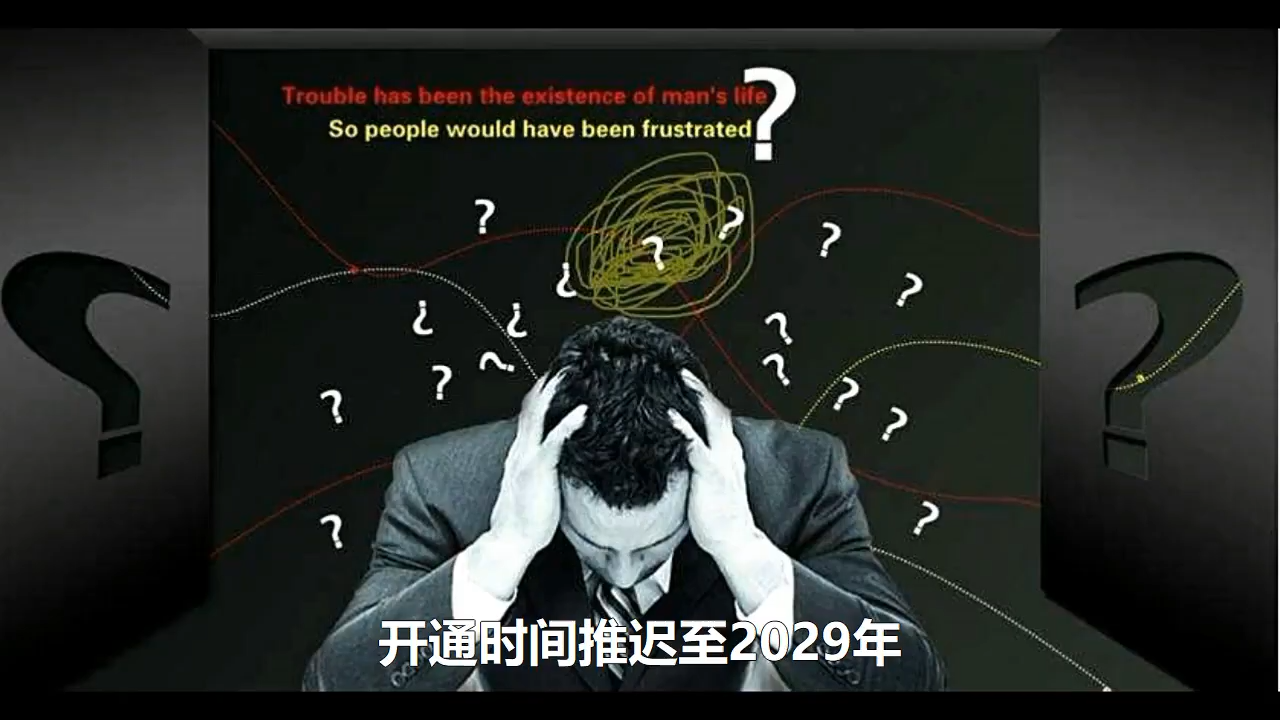 Trouble has been the existence of man's life
So people would have been frustrated
?
开通时间推迟至2029年